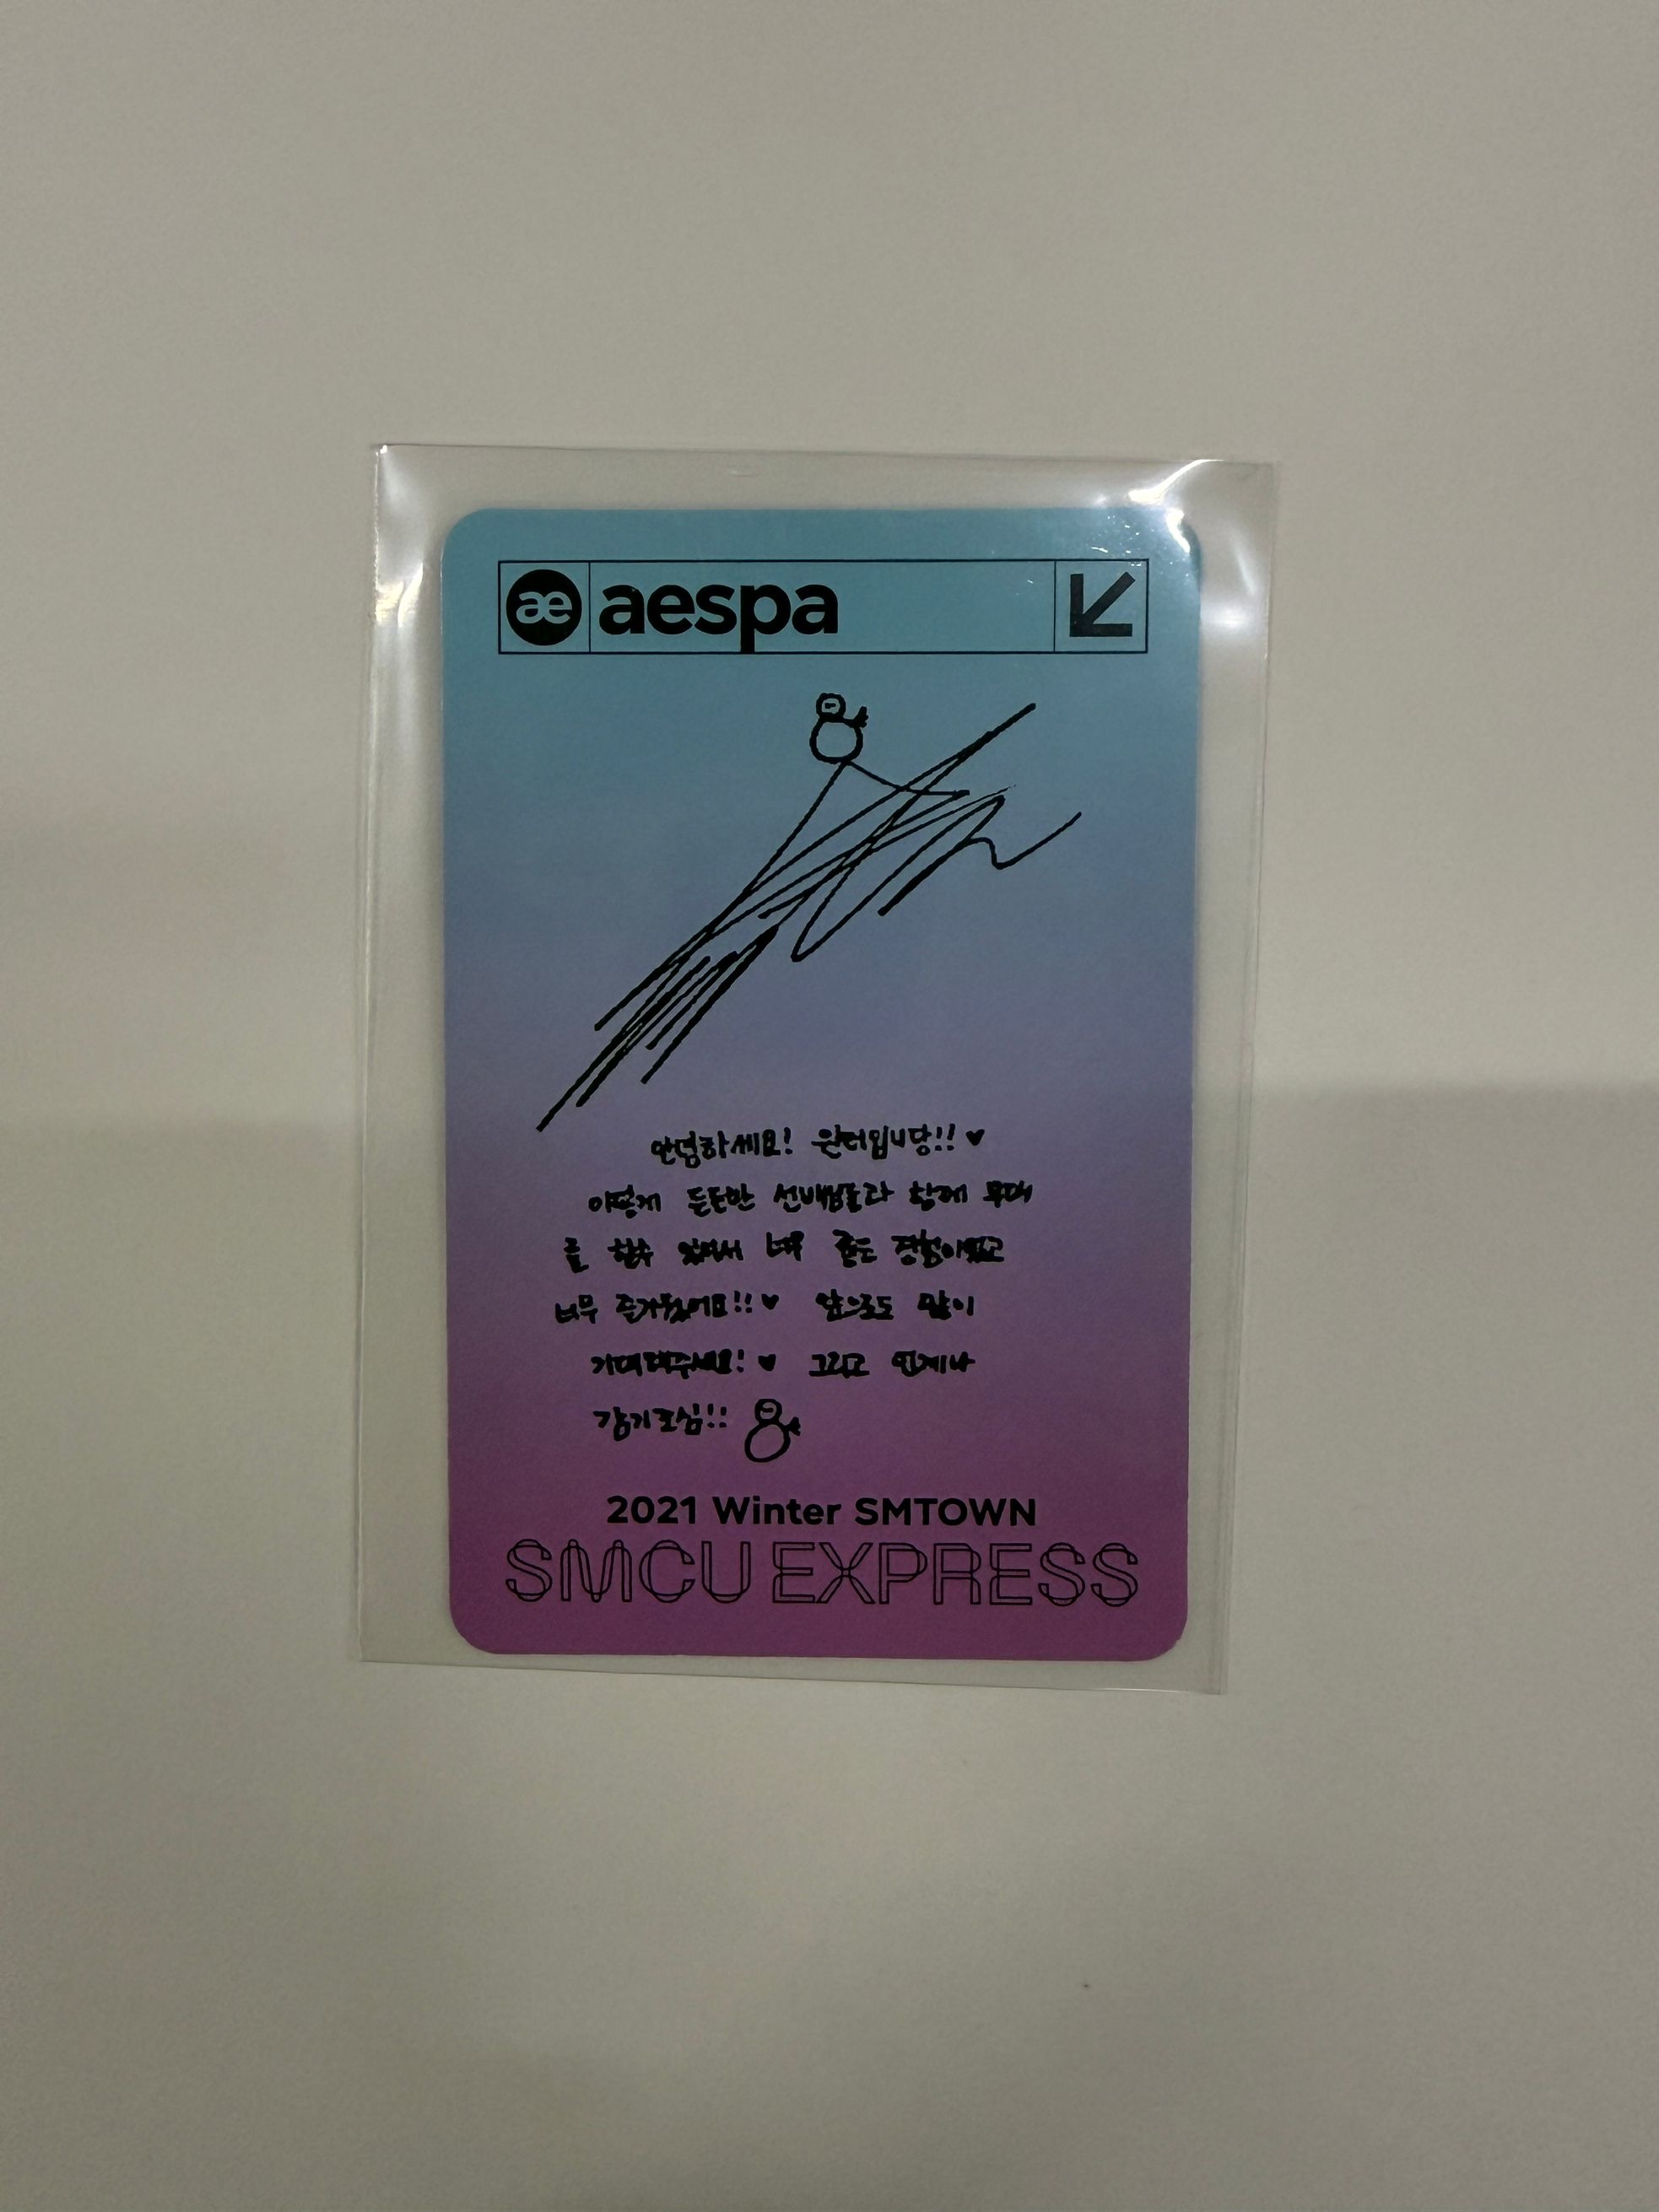 æ aespa
안녕하세요! 윈터입니당!! ♥
이렇게 든든한 선배님들과 함께 무대
를 할수 있어서 너무 좋은 경험이었고
너무 즐거웠어요!! ♥ 앞으로도 많이
기대해주세요! ♥ 그리고 언제나
감기조심!!
2021 Winter SMTOWN
SMCU EXPRESS